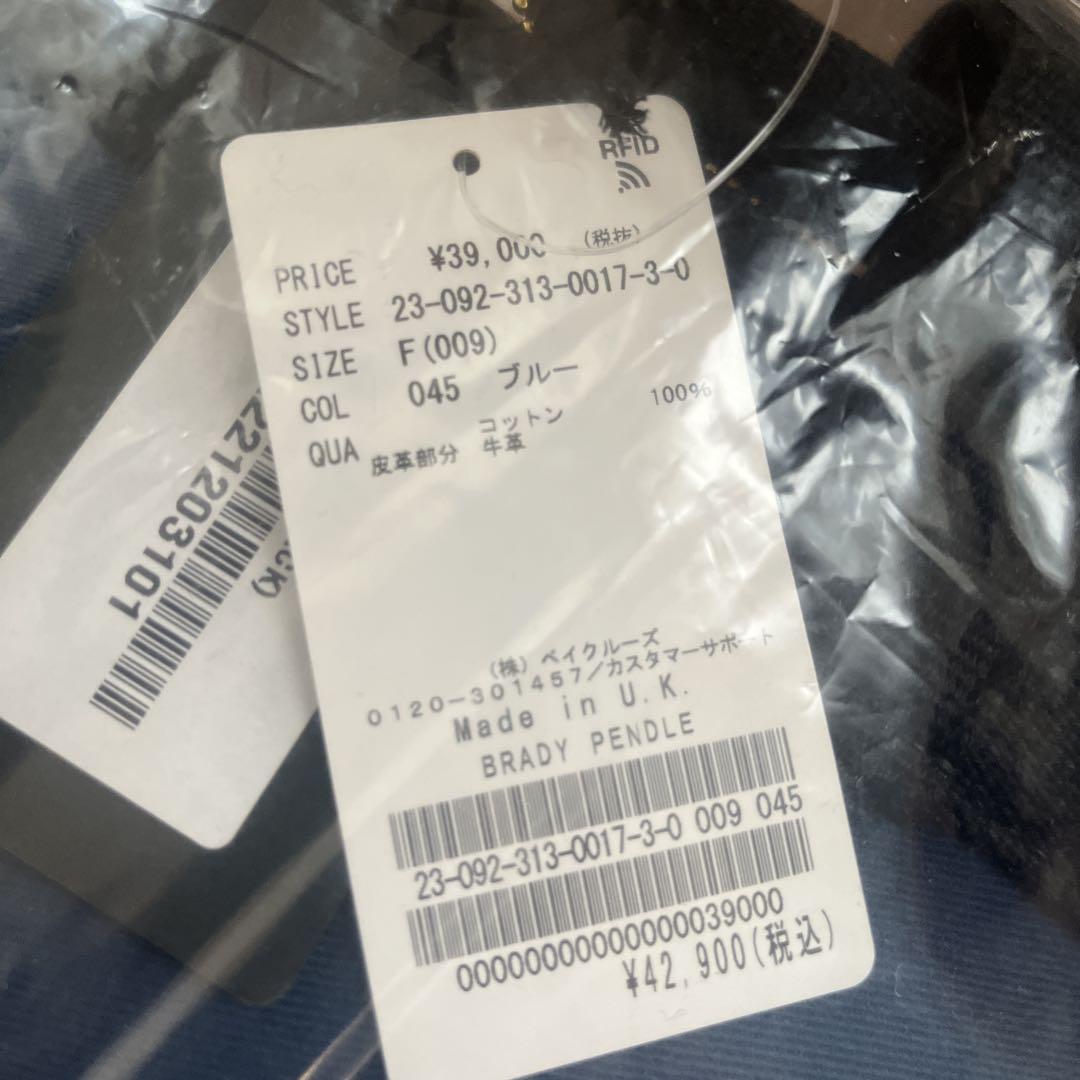 RFID
PRICE ¥39,000 (税抜)
STYLE 23-092-313-0017-3-0
SIZE F(009)
COL 045 ブルー
QUA コットン 100%
皮革部分 牛革
(株) ベイクルーズ
0120-301457/カスタマーサポート
Made in U.K.
BRADY PENDLE
23-092-313-0017-3-0 009 045
0000000000000039000
¥42,900(税込)
CK)
221203101